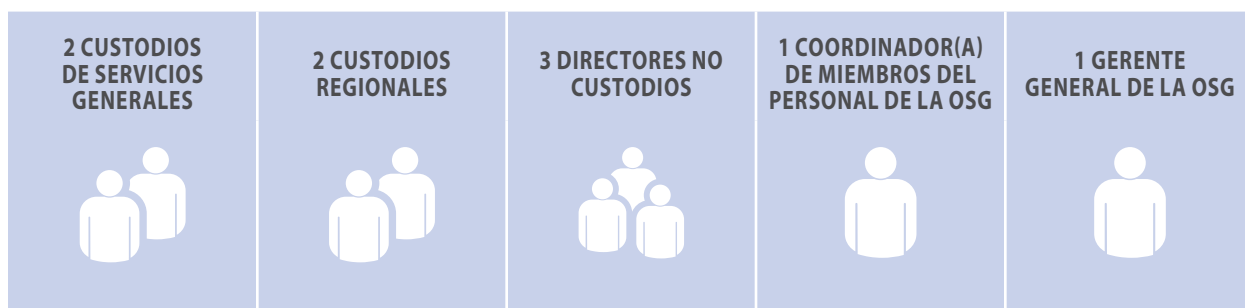 2 CUSTODIOS
DE SERVICIOS
GENERALES
2 CUSTODIOS
REGIONALES
3 DIRECTORES NO
CUSTODIOS
1 COORDINADOR(A)
DE MIEMBROS DEL
PERSONAL DE LA OSG
1 GERENTE
GENERAL DE LA OSG